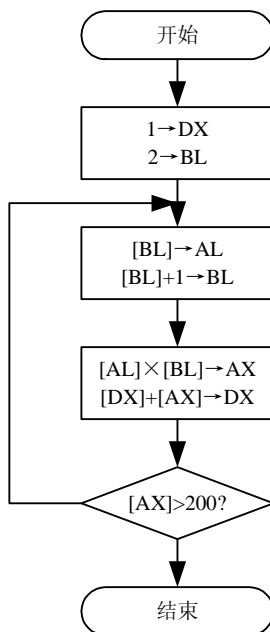 开始
1→DX
2→BL
[BL]→AL
[BL]+1→BL
[AL]×[BL]→AX
[DX]+[AX]→DX
[AX]>200?
结束